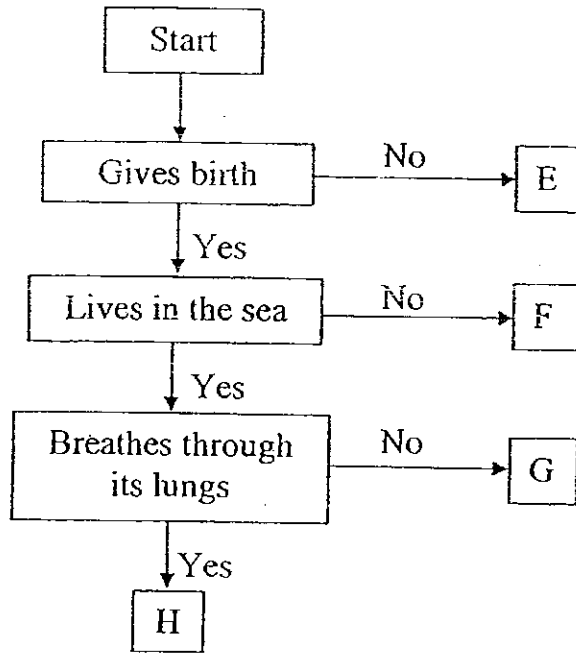 Start
Gives birth
No
E
Yes
Lives in the sea
No
F
Yes
Breathes through
its lungs
No
G
Yes
H